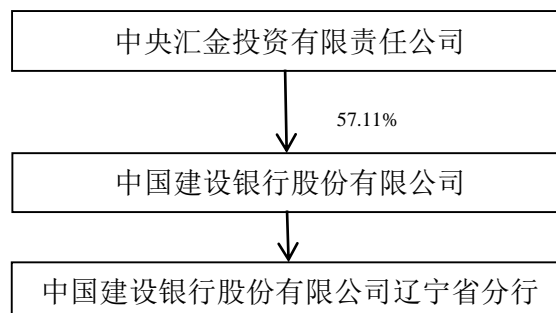 中央汇金投资有限责任公司
57.11%
中国建设银行股份有限公司
中国建设银行股份有限公司辽宁省分行